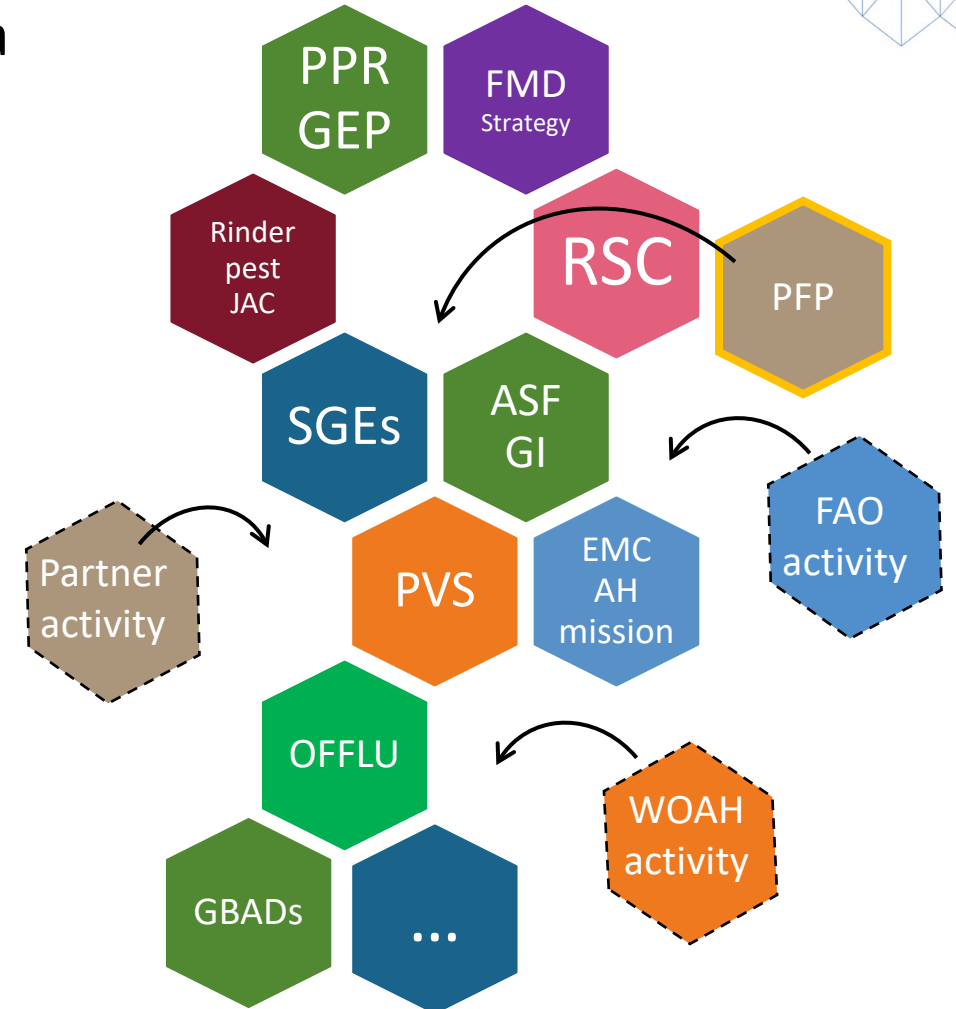 PPR
GEP
FMD
Strategy
Rinder
pest
JAC
RSC
PFP
SGEs
ASF
GI
FAO
activity
Partner
activity
PVS
EMC
AH
mission
OFFLU
WOAH
activity
GBADs
...